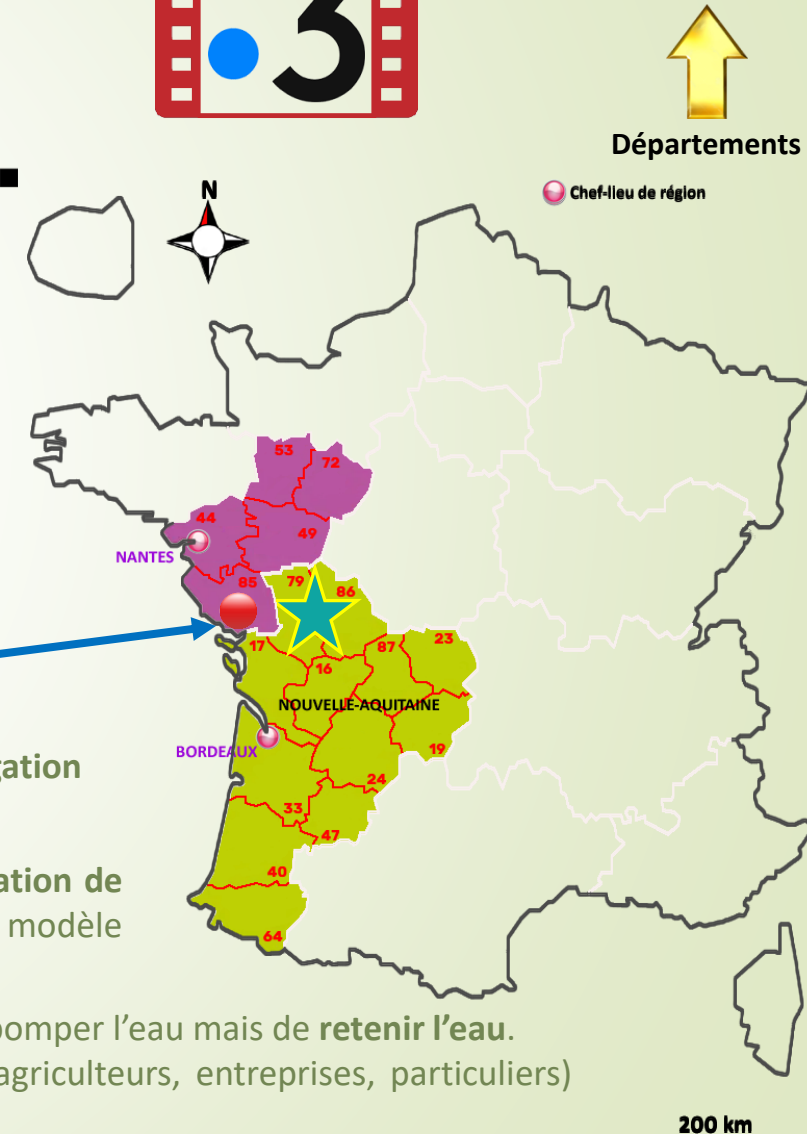 3
Départements
N
Chef-lieu de région
53
72
44
49
NANTES
85
79
86
17
87
23
16
NOUVELLE-AQUITAINE
BORDEAUX
19
gation
24
33
47
ation de
40
modèle
64
pomper l’eau mais de retenir l’eau.
agriculteurs, entreprises, particuliers)
200 km